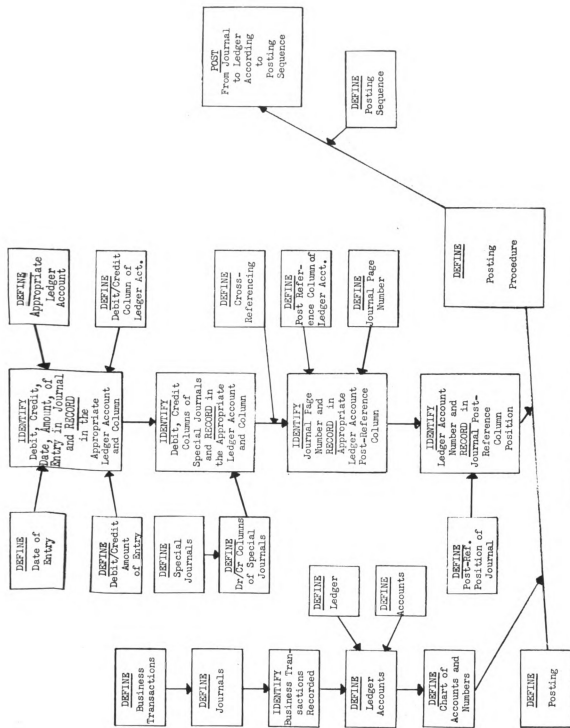 DEFINE
Business
Transactions
DEFINE
Journals
IDENTIFY
Business Tran-
sactions
Recorded
DEFINE
Ledger
DEFINE
Accounts
DEFINE
Ledger
Accounts
DEFINE
Chart of
Accounts and
Numbers
DEFINE
Posting
DEFINE
Date of
Entry
DEFINE
Appropriate
Ledger
Account
IDENTIFY
Debit, Credit,
Date, Amount, of
Entry in Journal
and RECORD
in the
Appropriate
Ledger Account
and Column
DEFINE
Debit/Credit
Amount
of Entry
DEFINE
Debit/Credit
Column of
Ledger Act.
DEFINE
Special
Journals
DEFINE
Dr/Cr Columns
of Special
Journals
IDENTIFY
Debit, Credit
Columns of
Special Journals
and RECORD in
the Appropriate
Ledger Account
and Column
DEFINE
Cross-
Referencing
DEFINE
Post Refer-
ence Column of
Ledger Acct.
DEFINE
Journal Page
Number
IDENTIFY
Journal Page
Number and
RECORD in
Appropriate
Ledger Account
Post-Reference
Column
DEFINE
Post-Ref.
Position of
Journal
IDENTIFY
Ledger Account
Number and
RECORD in
Journal Post-
Reference
Column
Position
DEFINE
Posting
Procedure
DEFINE
Posting
Sequence
POST
From Journal
to Ledger
According
to
Posting
Sequence